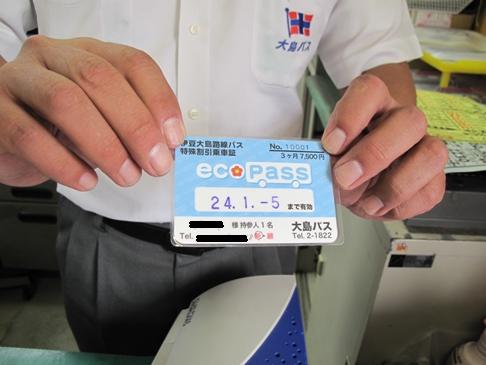 大島バス
伊豆大島路線バス
特殊割引乗車証
No. 10001
3ヶ月 7,500円
ecoPass
24.1.-5 まで有効
様 持参人1名
大島バス
Tel.
Tel. 2-1822